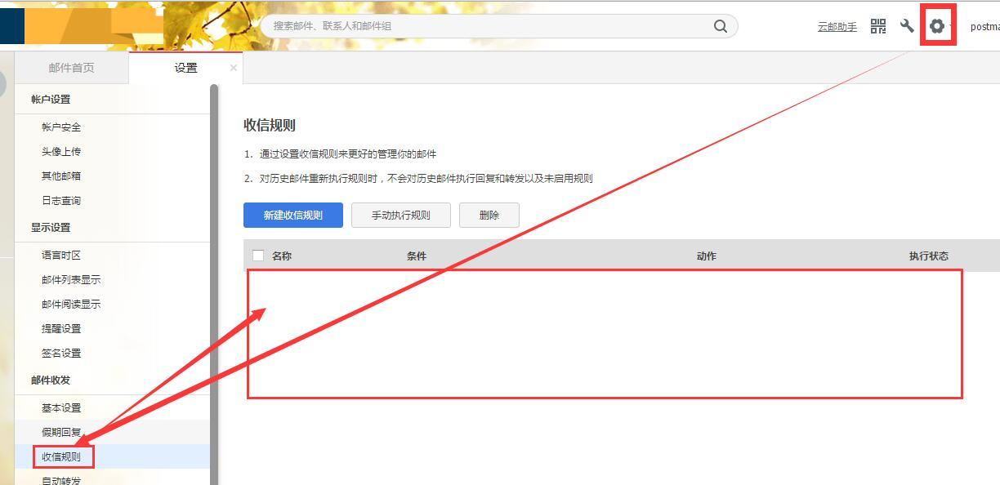 搜索邮件、联系人和邮件组
云邮助手
postma
邮件首页
设置
帐户设置
帐户安全
头像上传
其他邮箱
日志查询
显示设置
语言时区
邮件列表显示
邮件阅读显示
提醒设置
签名设置
邮件收发
基本设置
假期回复
收信规则
自动转发
收信规则
1. 通过设置收信规则来更好的管理你的邮件
2. 对历史邮件重新执行规则时，不会对历史邮件执行回复和转发以及未启用规则
新建收信规则 手动执行规则 删除
名称 条件 动作 执行状态